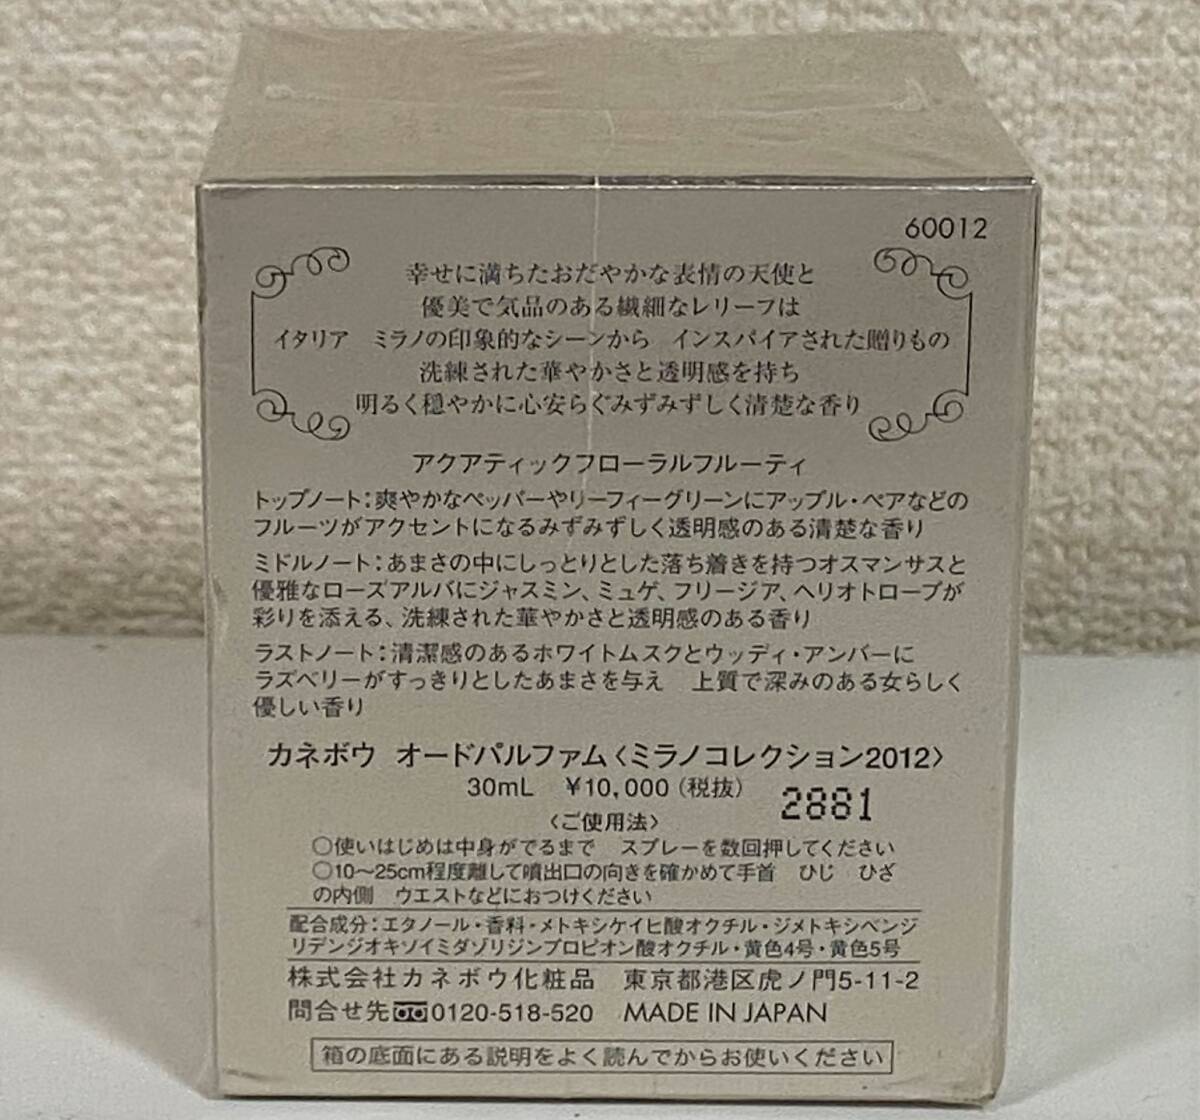 60012
幸せに満ちたおだやかな表情の天使と
優美で気品のある繊細なレリーフは
イタリア　ミラノの印象的なシーンから　インスパイアされた贈りもの
洗練された華やかさと透明感を持ち
明るく穏やかに心安らぐみずみずしく清楚な香り
アクアティックフローラルフルーティ
トップノート：爽やかなペッパーやリーフィーグリーンにアップル・ペアなどの
フルーツがアクセントになるみずみずしく透明感のある清楚な香り
ミドルノート：あまさの中にしっとりとした落ち着きを持つオスマンサスと
優雅なローズアルバにジャスミン、ミュゲ、フリージア、ヘリオトロープが
彩りを添える、洗練された華やかさと透明感のある香り
ラストノート：清潔感のあるホワイトムスクとウッディ・アンバーに
ラズベリーがすっきりとしたあまさを与え　上質で深みのある女らしく
優しい香り
カネボウ　オードパルファム〈ミラノコレクション2012〉
30mL　￥10,000（税抜）　2881
〈ご使用法〉
○使いはじめは中身がでるまで　スプレーを数回押してください
○10〜25cm程度離して噴出口の向きを確かめて手首　ひじ　ひざ
の内側　ウエストなどにおつけください
配合成分：エタノール・香料・メトキシケイヒ酸オクチル・ジメトキシベンジ
リデンジオキソイミダゾリジンプロピオン酸オクチル・黄色4号・黄色5号
株式会社カネボウ化粧品　東京都港区虎ノ門5-11-2
問合せ先 0120-518-520　MADE IN JAPAN
箱の底面にある説明をよく読んでからお使いください